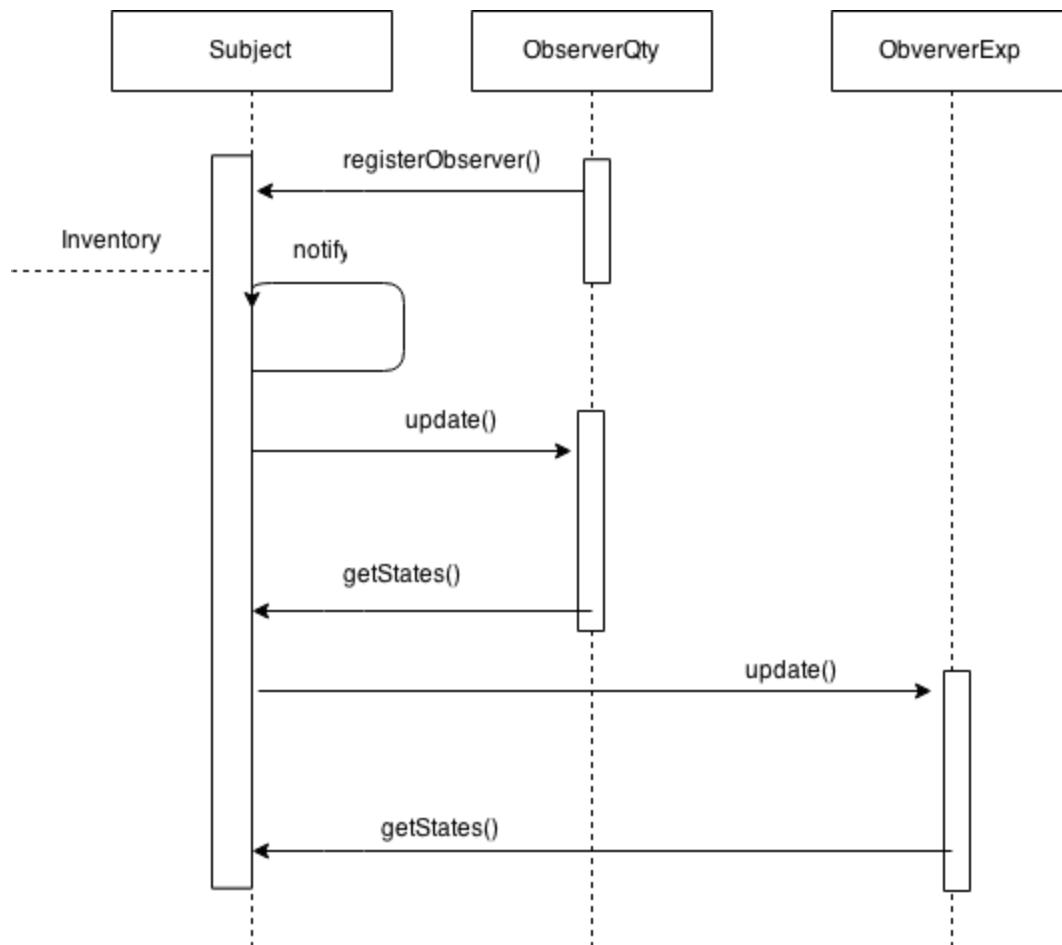 Subject
ObserverQty
ObververExp
registerObserver()
Inventory
notify
update()
getStates()
update()
getStates()